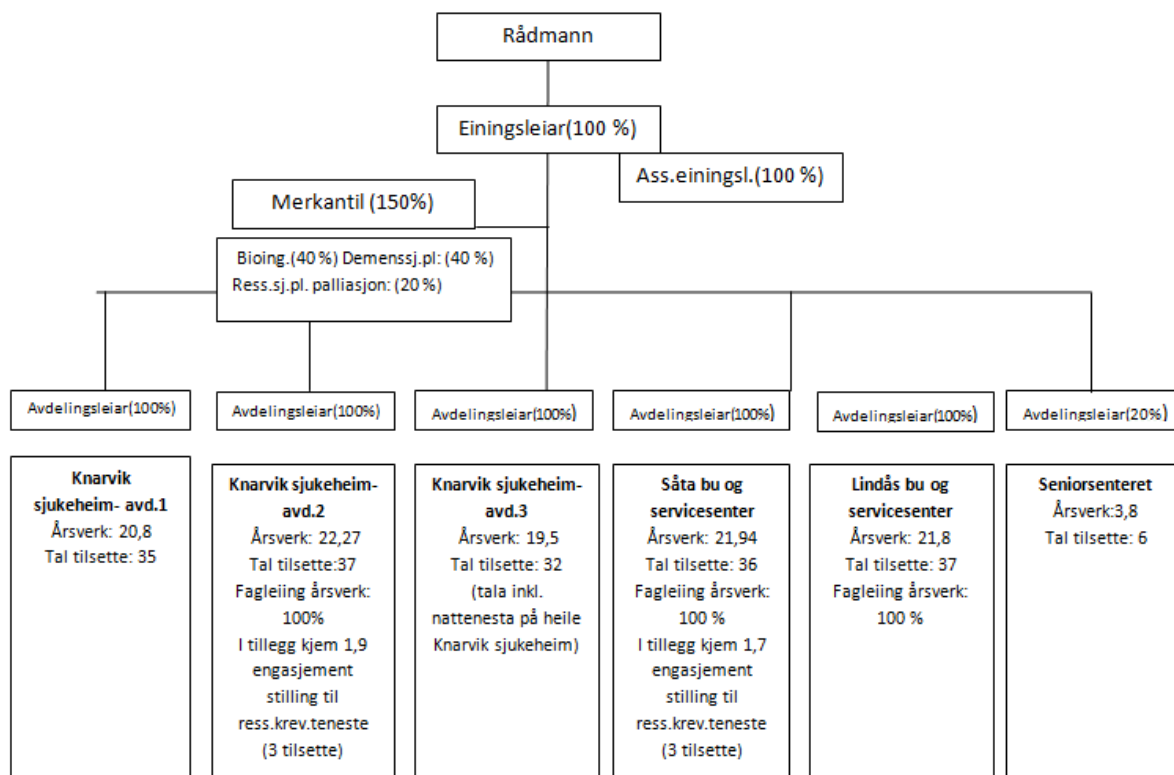 Rådmann
Einingsleiar(100 %)
Ass.einingsl.(100 %)
Merkantil (150%)
Bioing.(40 %) Demenssj.pl: (40 %)
Ress.sj.pl. palliasjon: (20 %)
Avdelingsleiar(100%)
Avdelingsleiar(100%)
Avdelingsleiar(100%)
Avdelingsleiar(100%)
Avdelingsleiar(100%)
Avdelingsleiar(20%)
Knarvik
sjukeheim- avd.1
Årsverk: 20,8
Tal tilsette: 35
Knarvik sjukeheim-
avd.2
Årsverk: 22,27
Tal tilsette:37
Fagleiing årsverk:
100%
I tillegg kjem 1,9
engasjement
stilling til
ress.krev.teneste
(3 tilsette)
Knarvik sjukeheim-
avd.3
Årsverk: 19,5
Tal tilsette: 32
(tala inkl.
nattenesta på heile
Knarvik sjukeheim)
Såta bu og
servicesenter
Årsverk: 21,94
Tal tilsette: 36
Fagleiing årsverk:
100 %
I tillegg kjem 1,7
engasjement
stilling til
ress.krev.teneste
(3 tilsette)
Lindås bu og
servicesenter
Årsverk: 21,8
Tal tilsette: 37
Fagleiing årsverk:
100 %
Seniorsenteret
Årsverk:3,8
Tal tilsette: 6